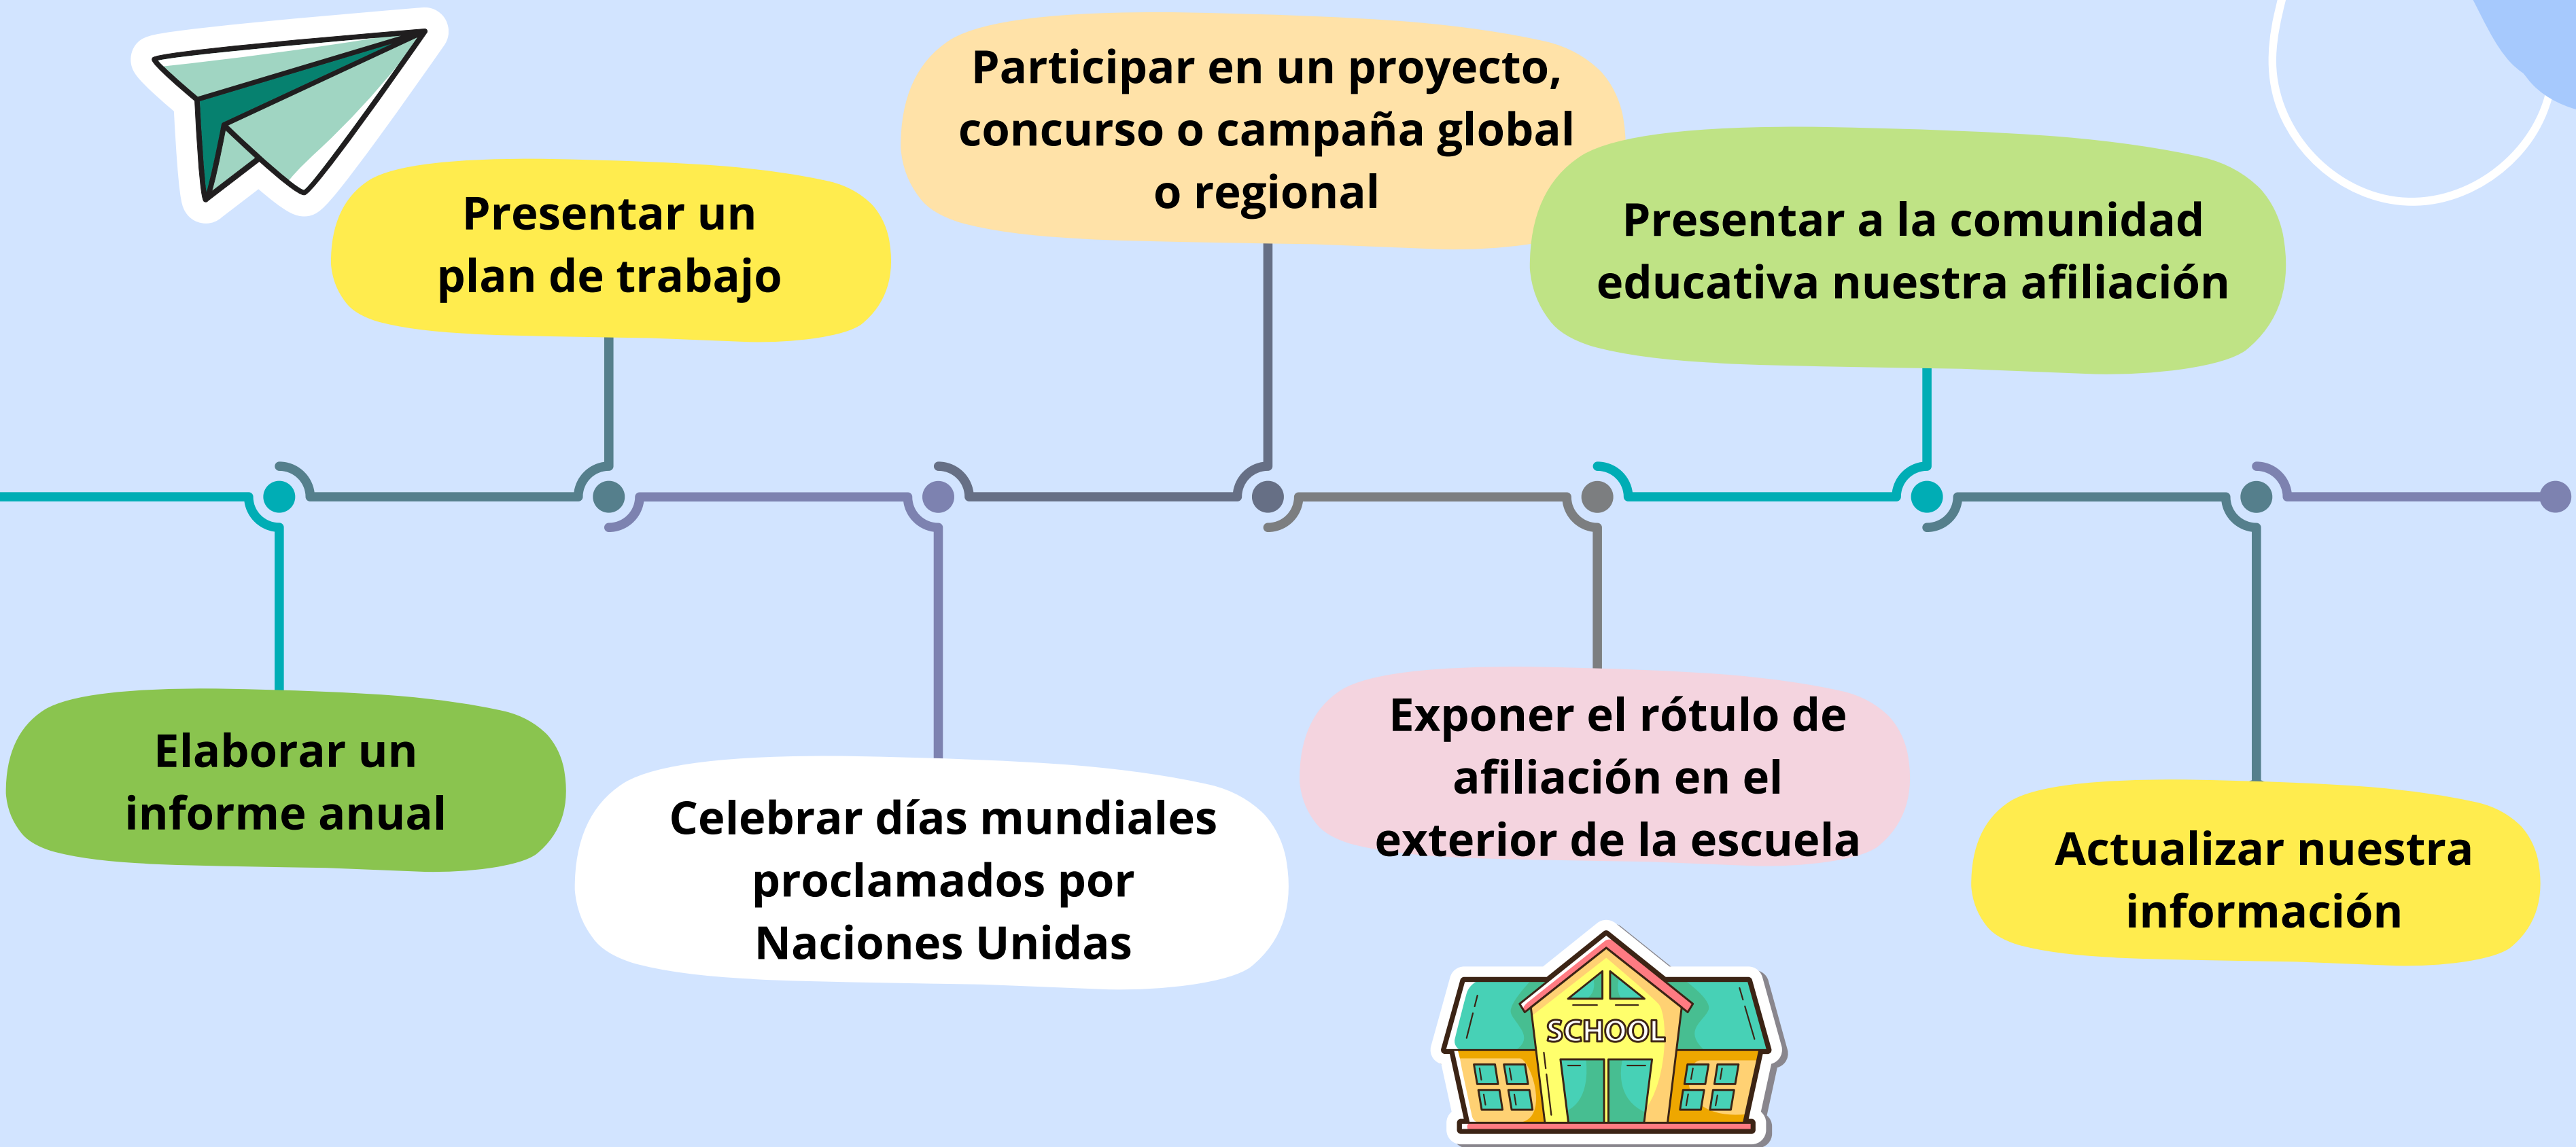 Elaborar un
informe anual
Presentar un
plan de trabajo
Celebrar días mundiales
proclamados por
Naciones Unidas
Participar en un proyecto,
concurso o campaña global
o regional
Exponer el rótulo de
afiliación en el
exterior de la escuela
SCHOOL
Presentar a la comunidad
educativa nuestra afiliación
Actualizar nuestra
información